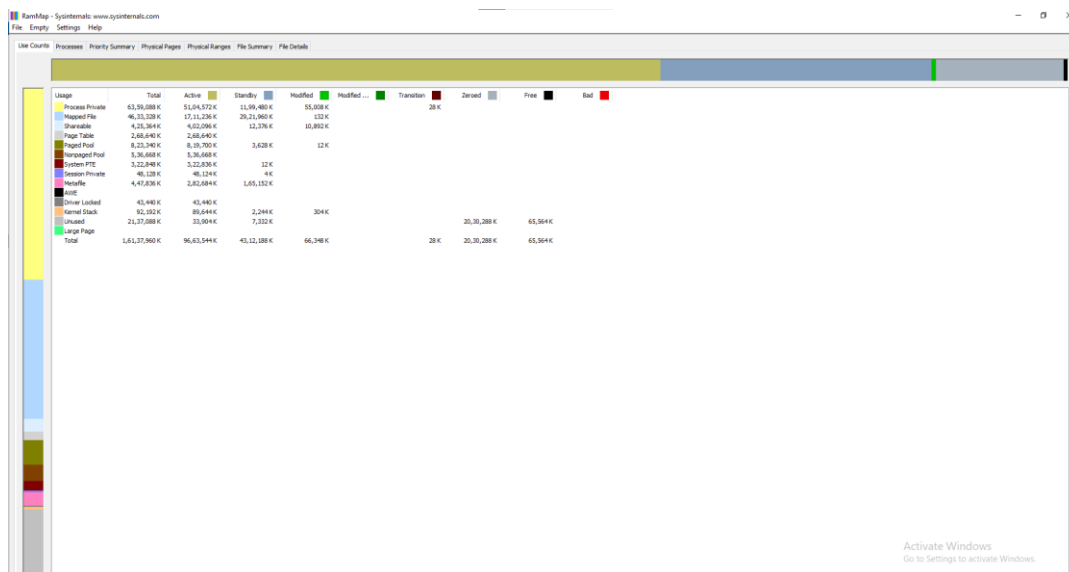 RamMap - Sysinternals: www.sysinternals.com
File Empty Settings Help
Use Counts Processes Priority Summary Physical Pages Physical Ranges File Summary File Details
Usage Total Active Standby Modified Modified ... Transition Zeroed Free Bad
Process Private 63,59,088 K 51,04,572 K 11,99,480 K 55,008 K 28 K
Mapped File 46,33,328 K 17,11,236 K 29,21,960 K 132 K
Shareable 4,25,364 K 4,02,096 K 12,376 K 10,892 K
Page Table 2,68,640 K 2,68,640 K
Paged Pool 8,23,340 K 8,19,700 K 3,628 K 12 K
Nonpaged Pool 5,36,668 K 5,36,668 K
System PTE 3,22,848 K 3,22,836 K 12 K
Session Private 48,128 K 48,124 K 4 K
Metafile 4,47,836 K 2,82,684 K 1,65,152 K
AWE
Driver Locked 43,440 K 43,440 K
Kernel Stack 92,192 K 89,644 K 2,244 K 304 K
Unused 21,37,088 K 33,904 K 7,332 K 20,30,288 K 65,564 K
Large Page
Total 1,61,37,960 K 96,63,544 K 43,12,188 K 66,348 K 28 K 20,30,288 K 65,564 K
Activate Windows
Go to Settings to activate Windows.